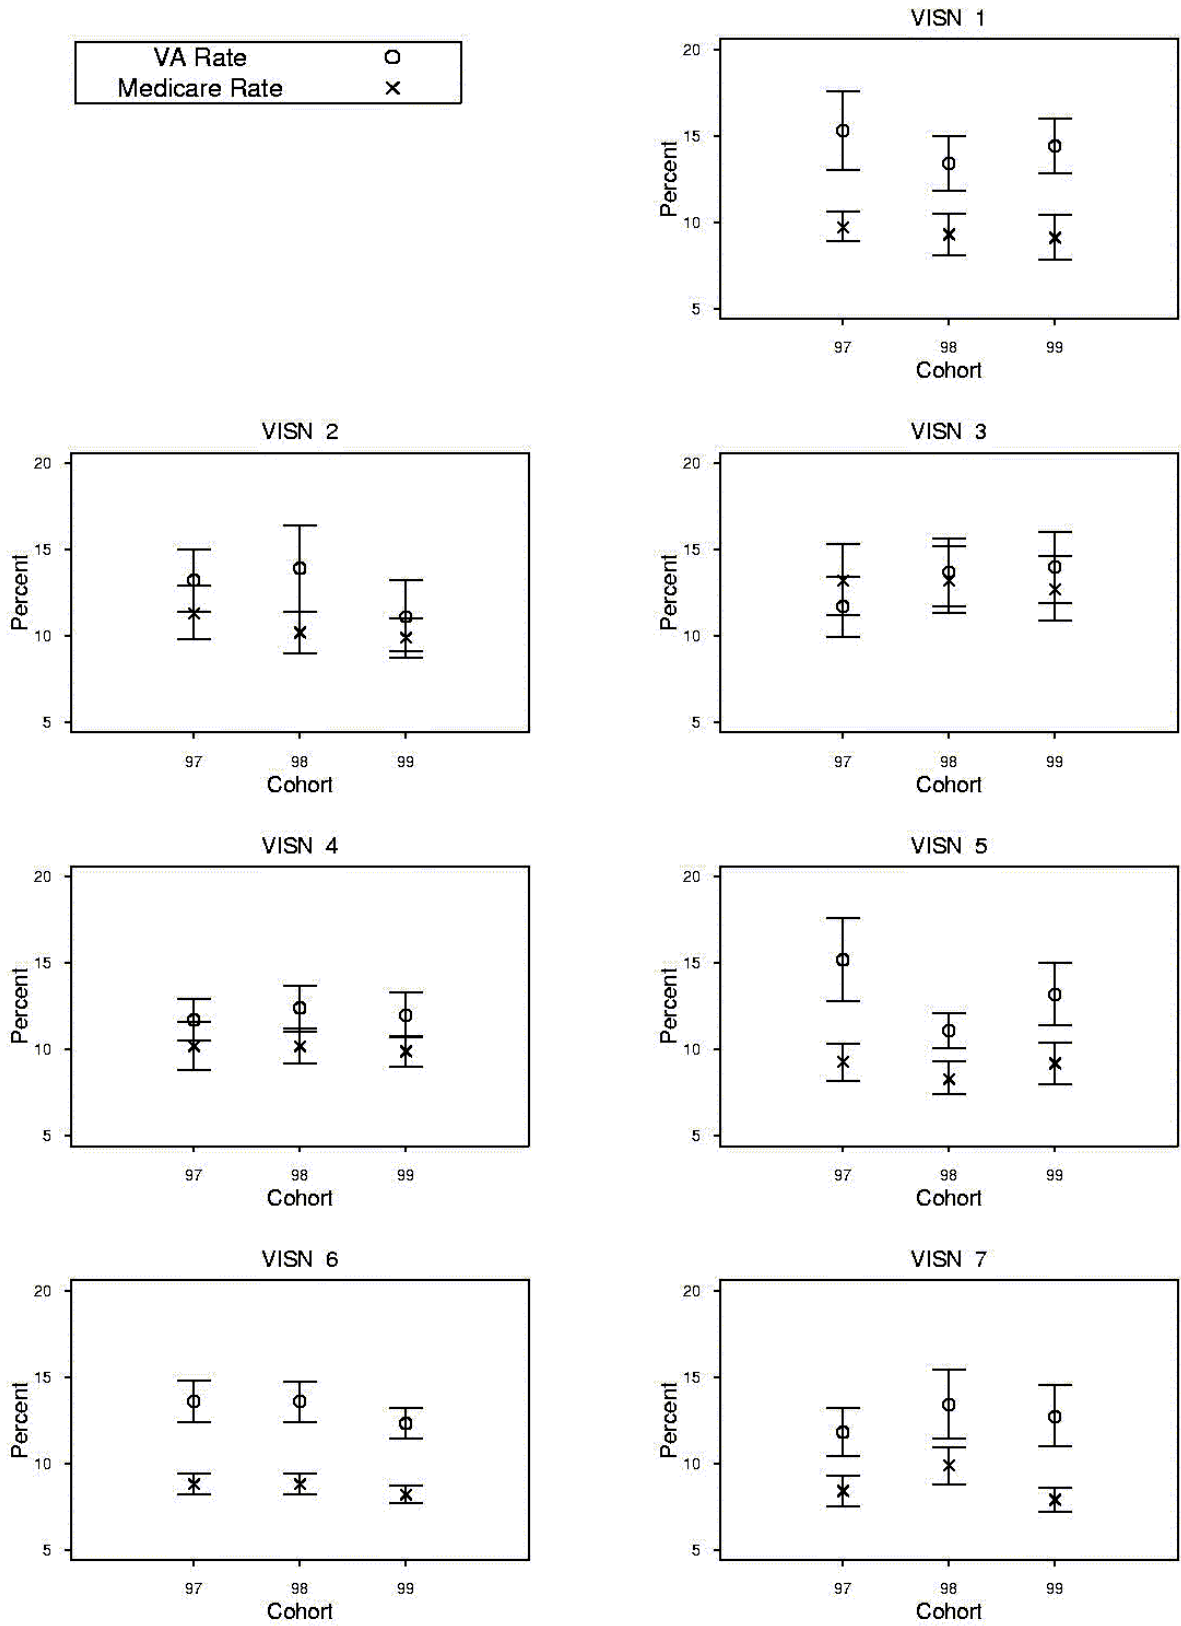 VISN 1
VA Rate
Medicare Rate
20
15
10
5
Percent
97 98 99
Cohort
VISN 2
20
15
10
5
Percent
97 98 99
Cohort
VISN 3
20
15
10
5
Percent
97 98 99
Cohort
VISN 4
20
15
10
5
Percent
97 98 99
Cohort
VISN 5
20
15
10
5
Percent
97 98 99
Cohort
VISN 6
20
15
10
5
Percent
97 98 99
Cohort
VISN 7
20
15
10
5
Percent
97 98 99
Cohort